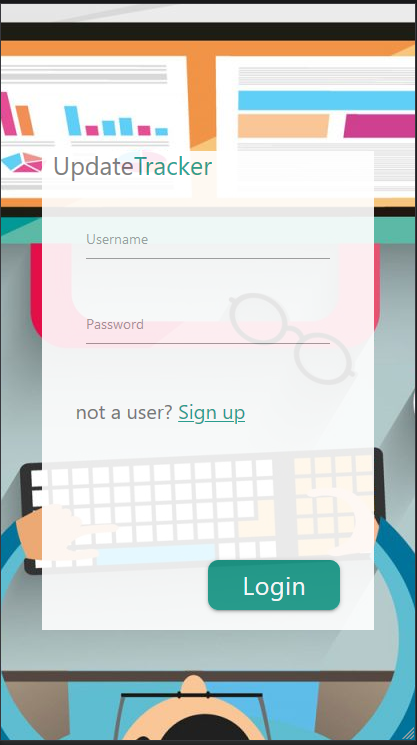 UpdateTracker
Username
Password
not a user? Sign up
Login